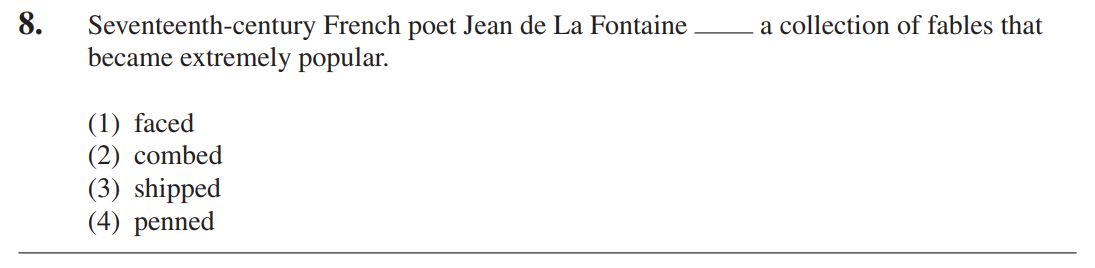 8. Seventeenth-century French poet Jean de La Fontaine ____ a collection of fables that
became extremely popular.
(1) faced
(2) combed
(3) shipped
(4) penned